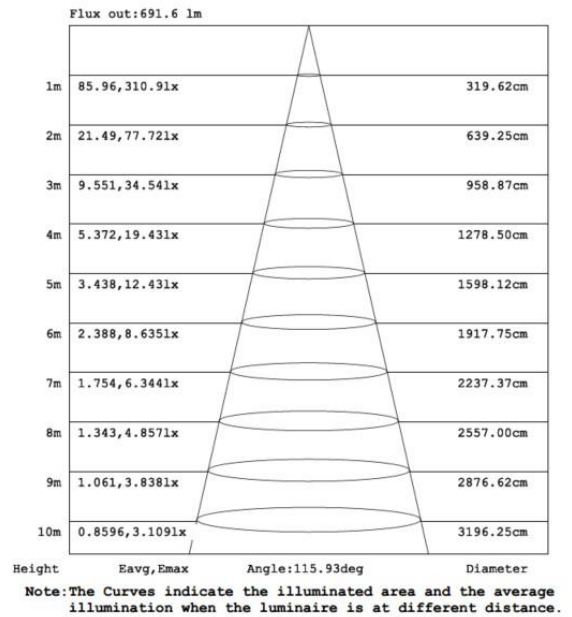 Flux out:691.6 lm
1m 85.96,310.9lx 319.62cm
2m 21.49,77.72lx 639.25cm
3m 9.551,34.54lx 958.87cm
4m 5.372,19.43lx 1278.50cm
5m 3.438,12.43lx 1598.12cm
6m 2.388,8.635lx 1917.75cm
7m 1.754,6.344lx 2237.37cm
8m 1.343,4.857lx 2557.00cm
9m 1.061,3.838lx 2876.62cm
10m 0.8596,3.109lx 3196.25cm
Height Eavg,Emax Angle:115.93deg Diameter
Note:The Curves indicate the illuminated area and the average
illumination when the luminaire is at different distance.